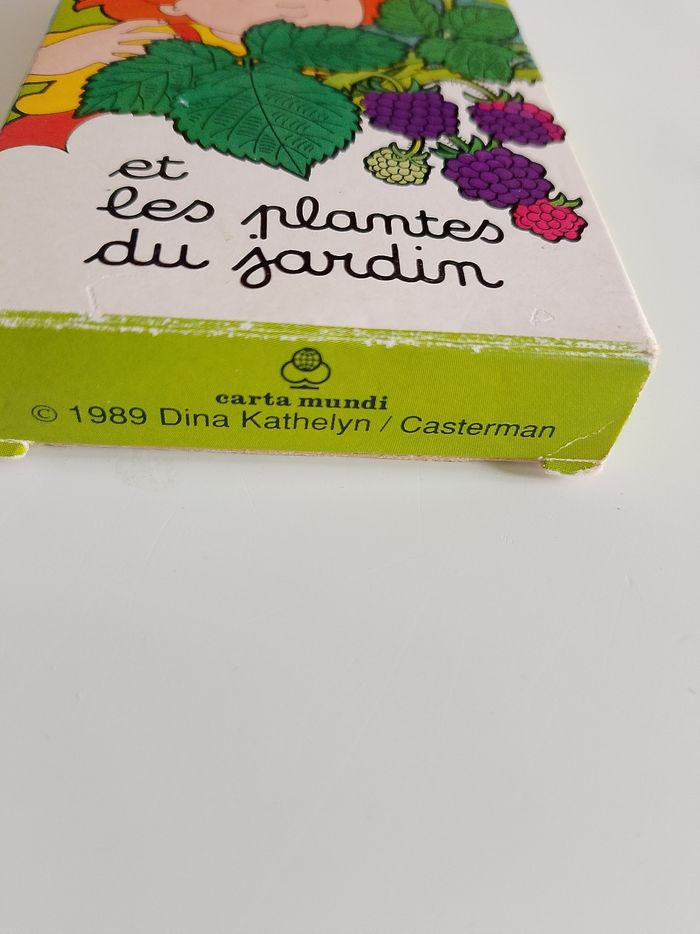 et
les plantes
du jardin
carta mundi
© 1989 Dina Kathelyn / Casterman